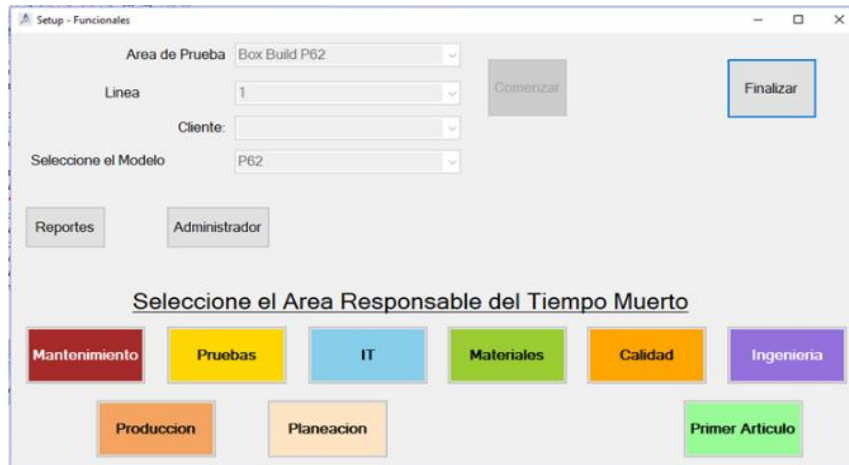 Setup - Funcionales
Area de Prueba Box Build P62
Linea 1
Comenzar
Finalizar
Cliente:
Seleccione el Modelo P62
Reportes Administrador
Seleccione el Area Responsable del Tiempo Muerto
Mantenimiento Pruebas IT Materiales Calidad Ingenieria
Produccion Planeacion Primer Articulo